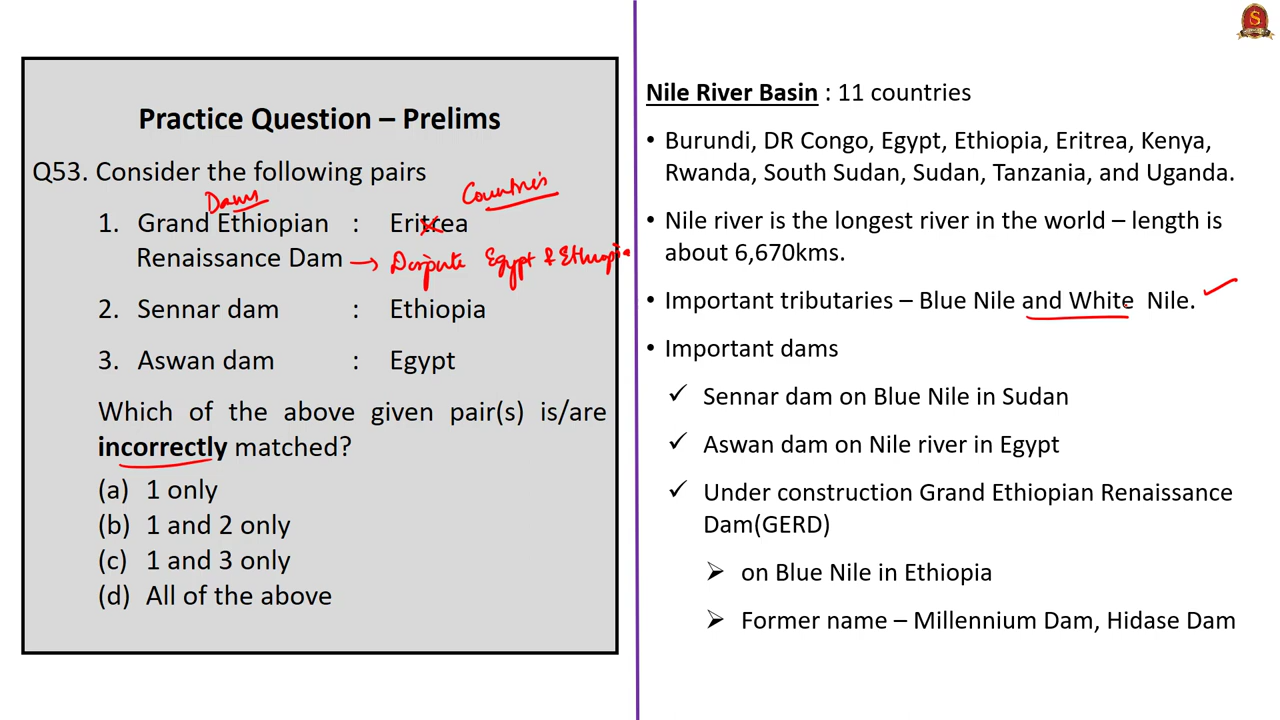 Practice Question – Prelims
Q53. Consider the following pairs
Dams
Countries
1. Grand Ethiopian : Eritrea
Renaissance Dam → Dispute Egypt & Ethiopia
2. Sennar dam : Ethiopia
3. Aswan dam : Egypt
Which of the above given pair(s) is/are
incorrectly matched?
(a) 1 only
(b) 1 and 2 only
(c) 1 and 3 only
(d) All of the above
Nile River Basin : 11 countries
• Burundi, DR Congo, Egypt, Ethiopia, Eritrea, Kenya,
Rwanda, South Sudan, Sudan, Tanzania, and Uganda.
• Nile river is the longest river in the world – length is
about 6,670kms.
• Important tributaries – Blue Nile and White Nile.
• Important dams
✓ Sennar dam on Blue Nile in Sudan
✓ Aswan dam on Nile river in Egypt
✓ Under construction Grand Ethiopian Renaissance
Dam(GERD)
➢ on Blue Nile in Ethiopia
➢ Former name – Millennium Dam, Hidase Dam
S